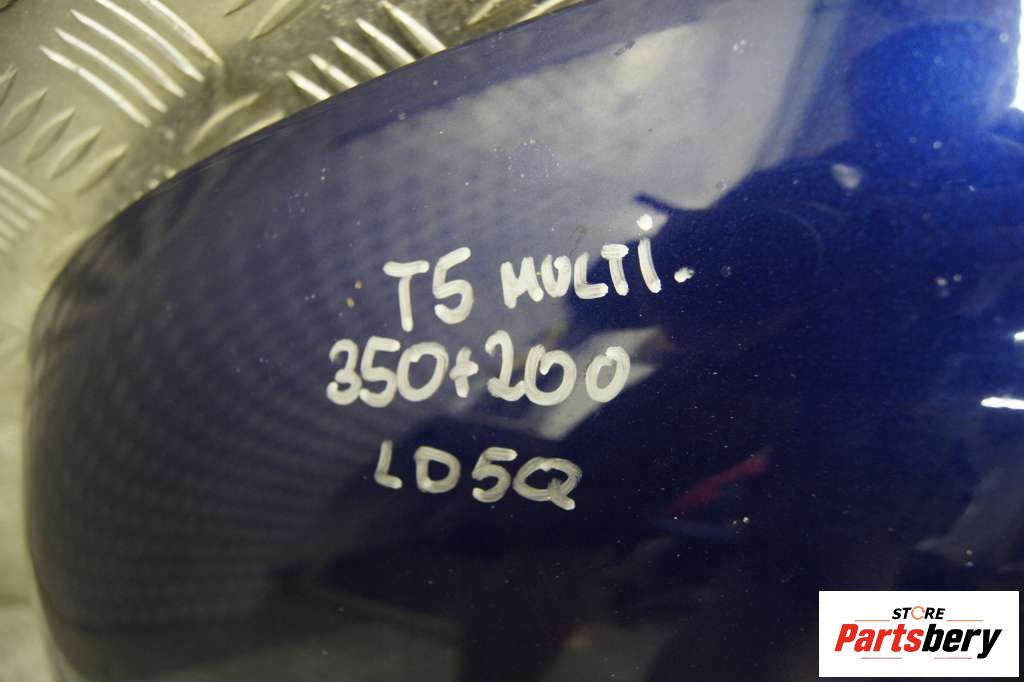 T5 MULTi.
350+200
LD5Q
STORE
Partsbery